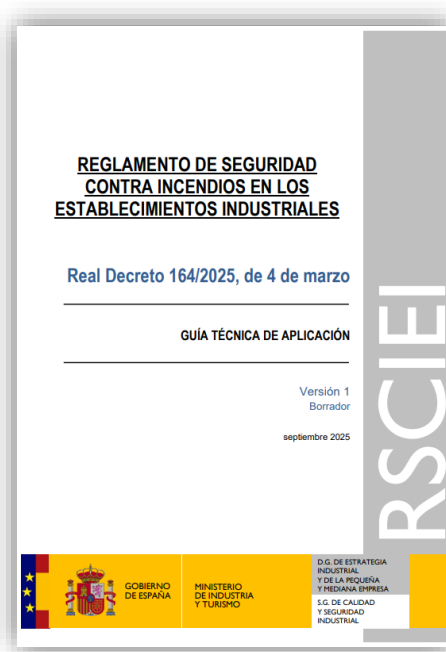 REGLAMENTO DE SEGURIDAD
CONTRA INCENDIOS EN LOS
ESTABLECIMIENTOS INDUSTRIALES
Real Decreto 164/2025, de 4 de marzo
GUÍA TÉCNICA DE APLICACIÓN
Versión 1
Borrador
septiembre 2025
RSCIEI
GOBIERNO
DE ESPAÑA
MINISTERIO
DE INDUSTRIA
Y TURISMO
D.G. DE ESTRATEGIA
INDUSTRIAL
Y DE LA PEQUEÑA
Y MEDIANA EMPRESA
S.G. DE CALIDAD
Y SEGURIDAD
INDUSTRIAL